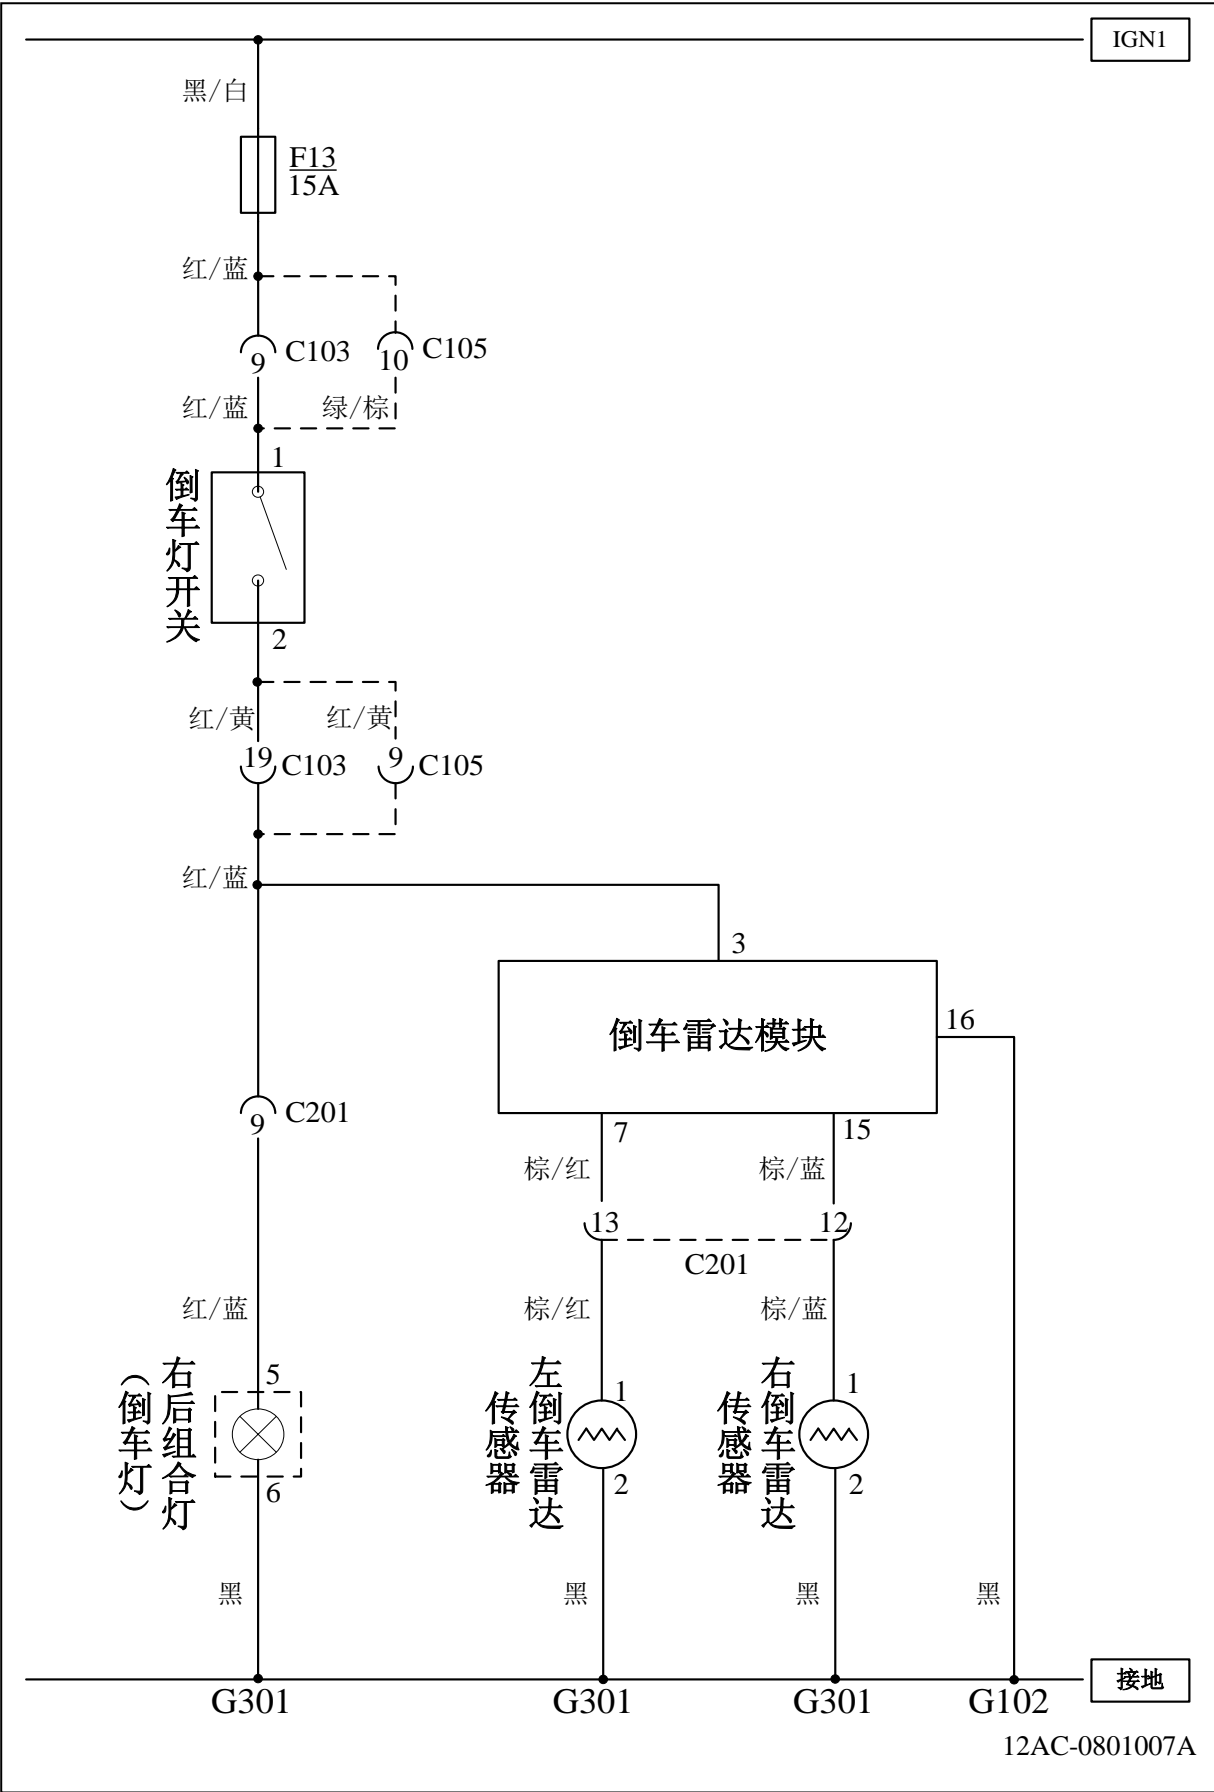 IGN1
黑/白
F13
15A
红/蓝
9
C103
10
C105
红/蓝
绿/棕
1
倒车灯开关
2
红/黄
红/黄
19
C103
9
C105
红/蓝
3
倒车雷达模块
16
9
C201
7
15
棕/红
棕/蓝
13
12
C201
红/蓝
棕/红
棕/蓝
右后组合灯
（倒车灯）
5
6
左倒车雷达
传感器
1
2
右倒车雷达
传感器
1
2
黑
黑
黑
黑
接地
G301
G301
G301
G102
12AC-0801007A